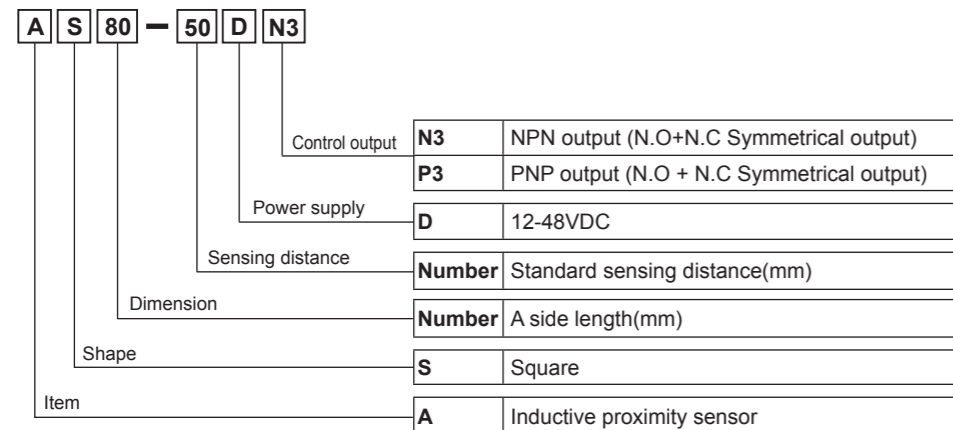 A S 80 - 50 D N3
Control output N3 NPN output (N.O+N.C Symmetrical output)
P3 PNP output (N.O + N.C Symmetrical output)
Power supply D 12-48VDC
Sensing distance Number Standard sensing distance(mm)
Dimension Number A side length(mm)
Shape S Square
Item A Inductive proximity sensor